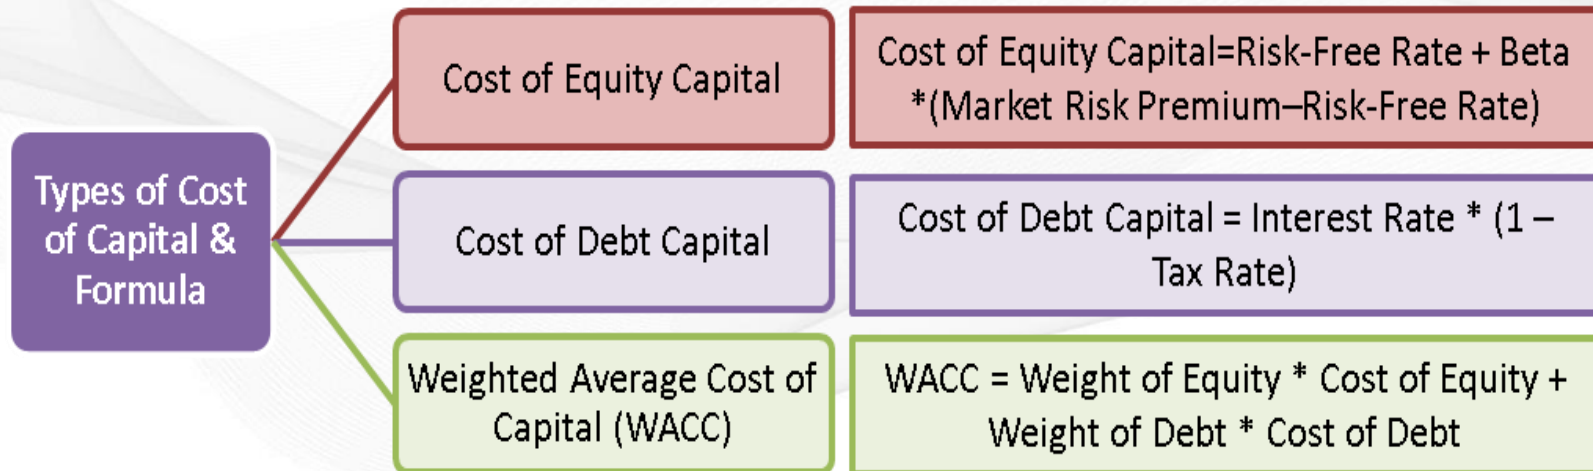 Types of Cost
of Capital &
Formula
Cost of Equity Capital
Cost of Equity Capital=Risk-Free Rate + Beta
*(Market Risk Premium–Risk-Free Rate)
Cost of Debt Capital
Cost of Debt Capital = Interest Rate * (1 –
Tax Rate)
Weighted Average Cost of
Capital (WACC)
WACC = Weight of Equity * Cost of Equity +
Weight of Debt * Cost of Debt